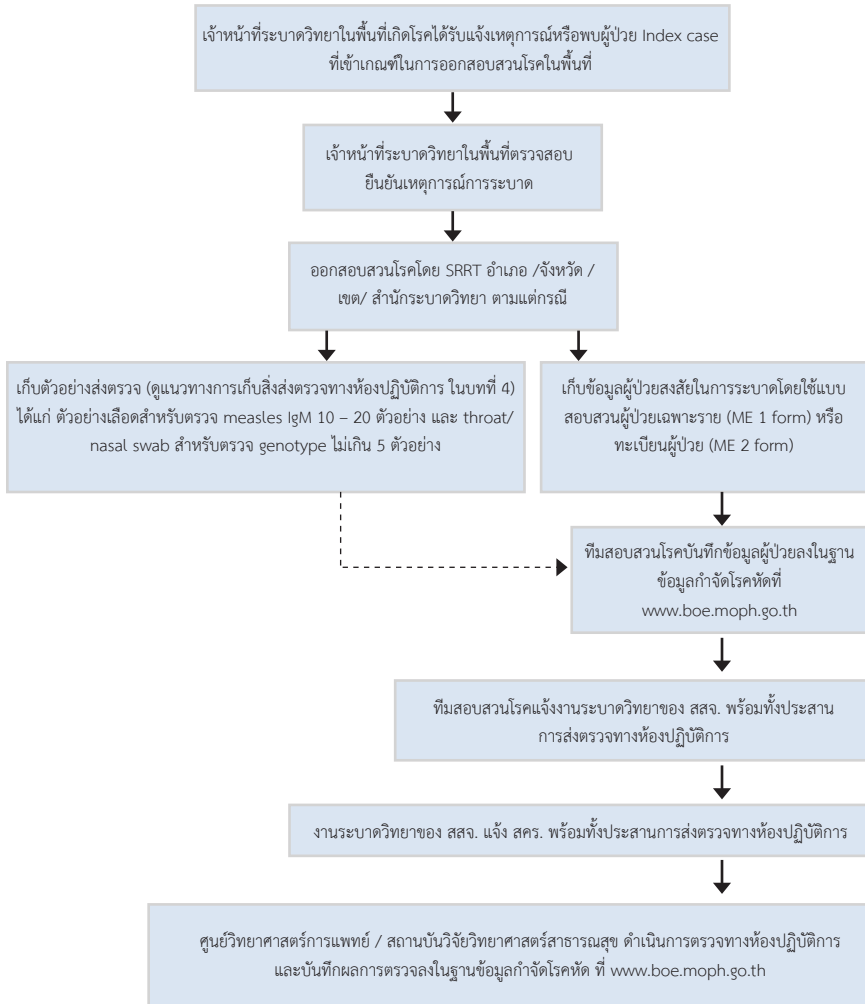 เจ้าหน้าที่ระบาดวิทยาในพื้นที่เกิดโรคได้รับแจ้งเหตุการณ์หรือพบผู้ป่วย Index case
ที่เข้าเกณฑ์ในการออกสอบสวนโรคในพื้นที่
เจ้าหน้าที่ระบาดวิทยาในพื้นที่ตรวจสอบ
ยืนยันเหตุการณ์การระบาด
ออกสอบสวนโรคโดย SRRT อำเภอ /จังหวัด /
เขต/ สำนักระบาดวิทยา ตามแต่กรณี
เก็บตัวอย่างส่งตรวจ (ดูแนวทางการเก็บสิ่งส่งตรวจทางห้องปฏิบัติการ ในบทที่ 4)
ได้แก่ ตัวอย่างเลือดสำหรับตรวจ measles IgM 10 – 20 ตัวอย่าง และ throat/
nasal swab สำหรับตรวจ genotype ไม่เกิน 5 ตัวอย่าง
เก็บข้อมูลผู้ป่วยสงสัยในการระบาดโดยใช้แบบ
สอบสวนผู้ป่วยเฉพาะราย (ME 1 form) หรือ
ทะเบียนผู้ป่วย (ME 2 form)
ทีมสอบสวนโรคบันทึกข้อมูลผู้ป่วยลงในฐาน
ข้อมูลกำจัดโรคหัดที่
www.boe.moph.go.th
ทีมสอบสวนโรคแจ้งงานระบาดวิทยาของ สสจ. พร้อมทั้งประสาน
การส่งตรวจทางห้องปฏิบัติการ
งานระบาดวิทยาของ สสจ. แจ้ง สคร. พร้อมทั้งประสานการส่งตรวจทางห้องปฏิบัติการ
ศูนย์วิทยาศาสตร์การแพทย์ / สถาบันวิจัยวิทยาศาสตร์สาธารณสุข ดำเนินการตรวจทางห้องปฏิบัติการ
และบันทึกผลการตรวจลงในฐานข้อมูลกำจัดโรคหัด ที่ www.boe.moph.go.th